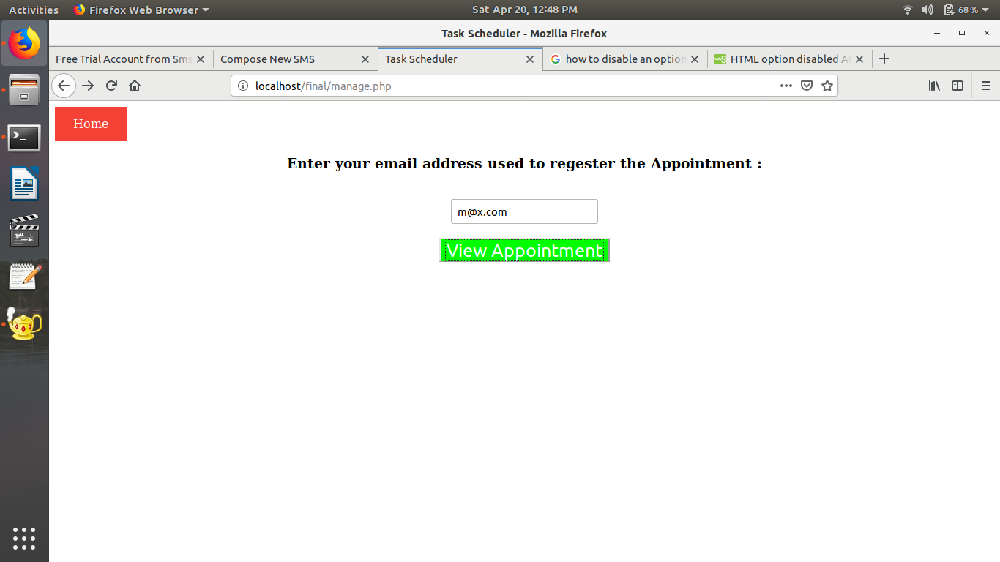 Activities Firefox Web Browser Sat Apr 20, 12:48 PM 68%
Task Scheduler - Mozilla Firefox
Free Trial Account from Sms Compose New SMS Task Scheduler how to disable an option HTML option disabled A
localhost/final/manage.php
Home
Enter your email address used to regester the Appointment :
m@x.com
View Appointment